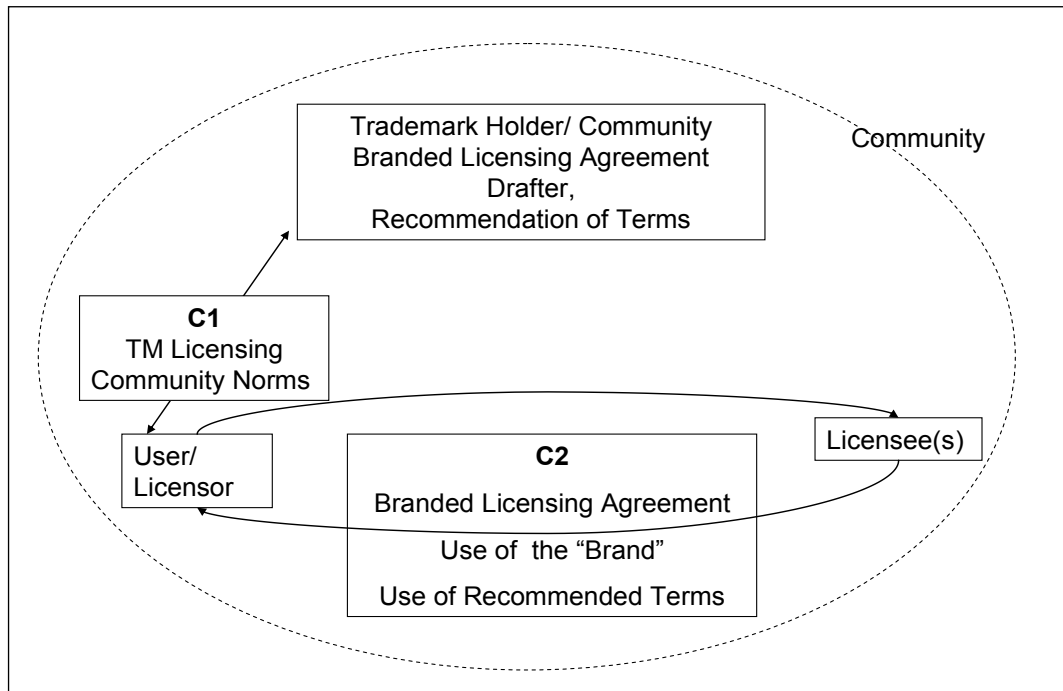 Trademark Holder/ Community
Branded Licensing Agreement
Drafter,
Recommendation of Terms
Community
C1
TM Licensing
Community Norms
User/
Licensor
C2
Branded Licensing Agreement
Use of the “Brand”
Use of Recommended Terms
Licensee(s)